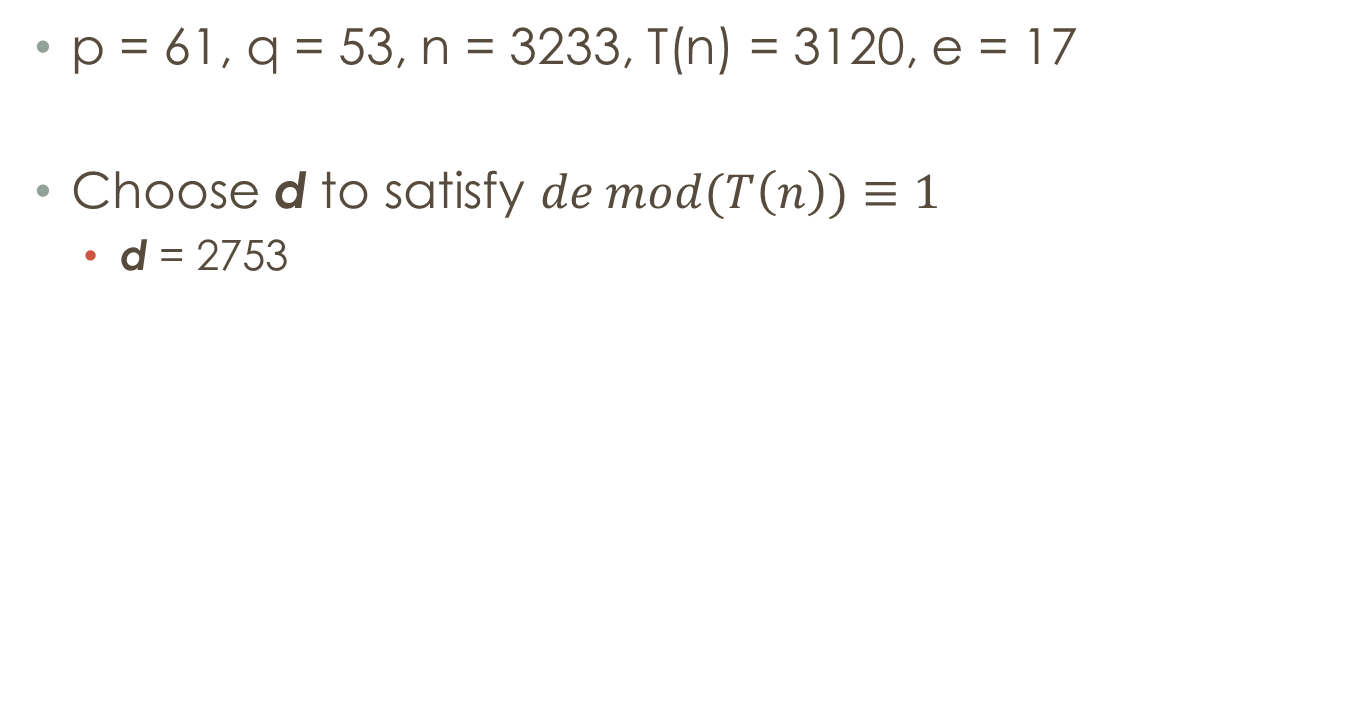 • p = 61, q = 53, n = 3233, T(n) = 3120, e = 17
• Choose d to satisfy de mod(T(n)) ≡ 1
• d = 2753